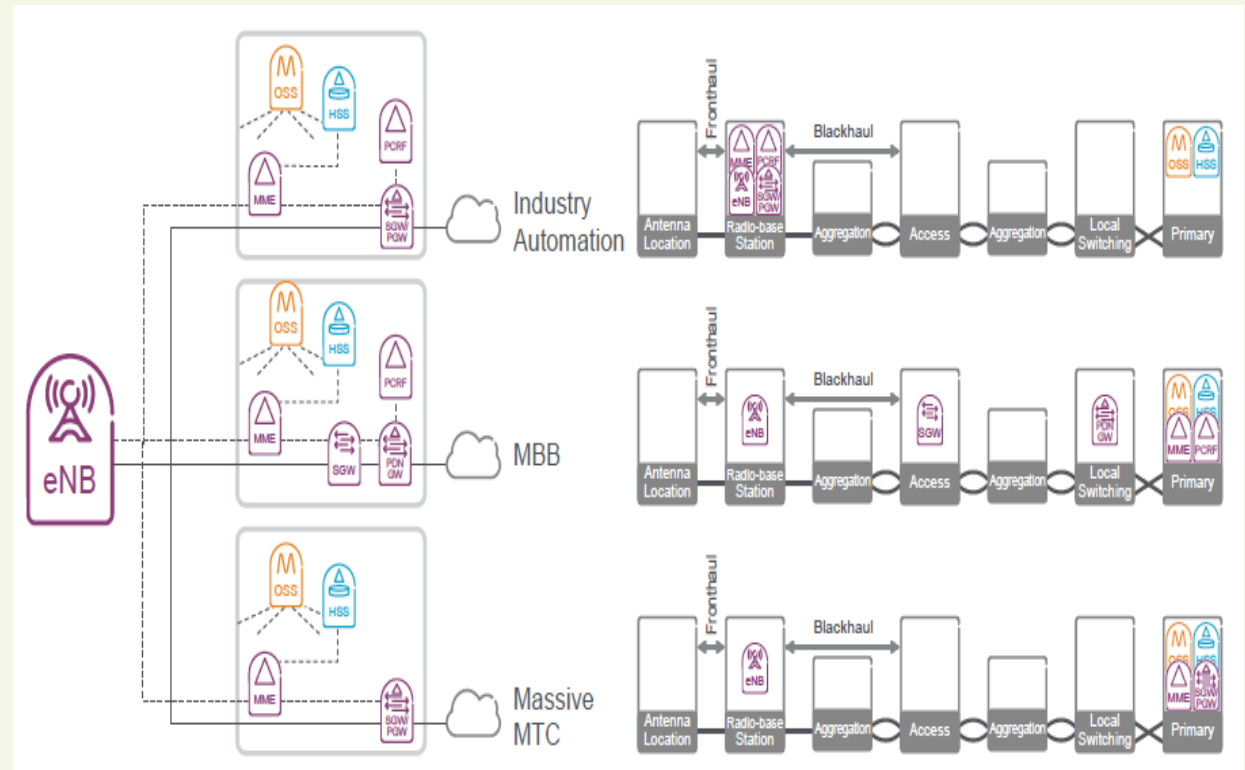 OSS
HSS
PCRF
MME
SGW/
PGW
Industry
Automation
Fronthaul
Blackhaul
MME
PCRF
eNB
SGW/
PGW
OSS
HSS
Antenna
Location
Radio-base
Station
Aggregation
Access
Aggregation
Local
Switching
Primary
eNB
OSS
HSS
PCRF
MME
SGW
PDN
GW
MBB
Fronthaul
Blackhaul
eNB
SGW
PDN
GW
OSS
HSS
MME
PCRF
Antenna
Location
Radio-base
Station
Aggregation
Access
Aggregation
Local
Switching
Primary
OSS
HSS
MME
SGW/
PGW
Massive
MTC
Fronthaul
Blackhaul
eNB
OSS
HSS
MME
SGW/
PGW
Antenna
Location
Radio-base
Station
Aggregation
Access
Aggregation
Local
Switching
Primary